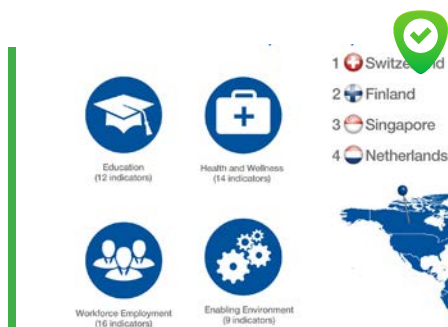 Education
(12 indicators)
Health and Wellness
(14 indicators)
Workforce Employment
(16 indicators)
Enabling Environment
(9 indicators)
1
2 Finland
3 Singapore
4 Netherlands